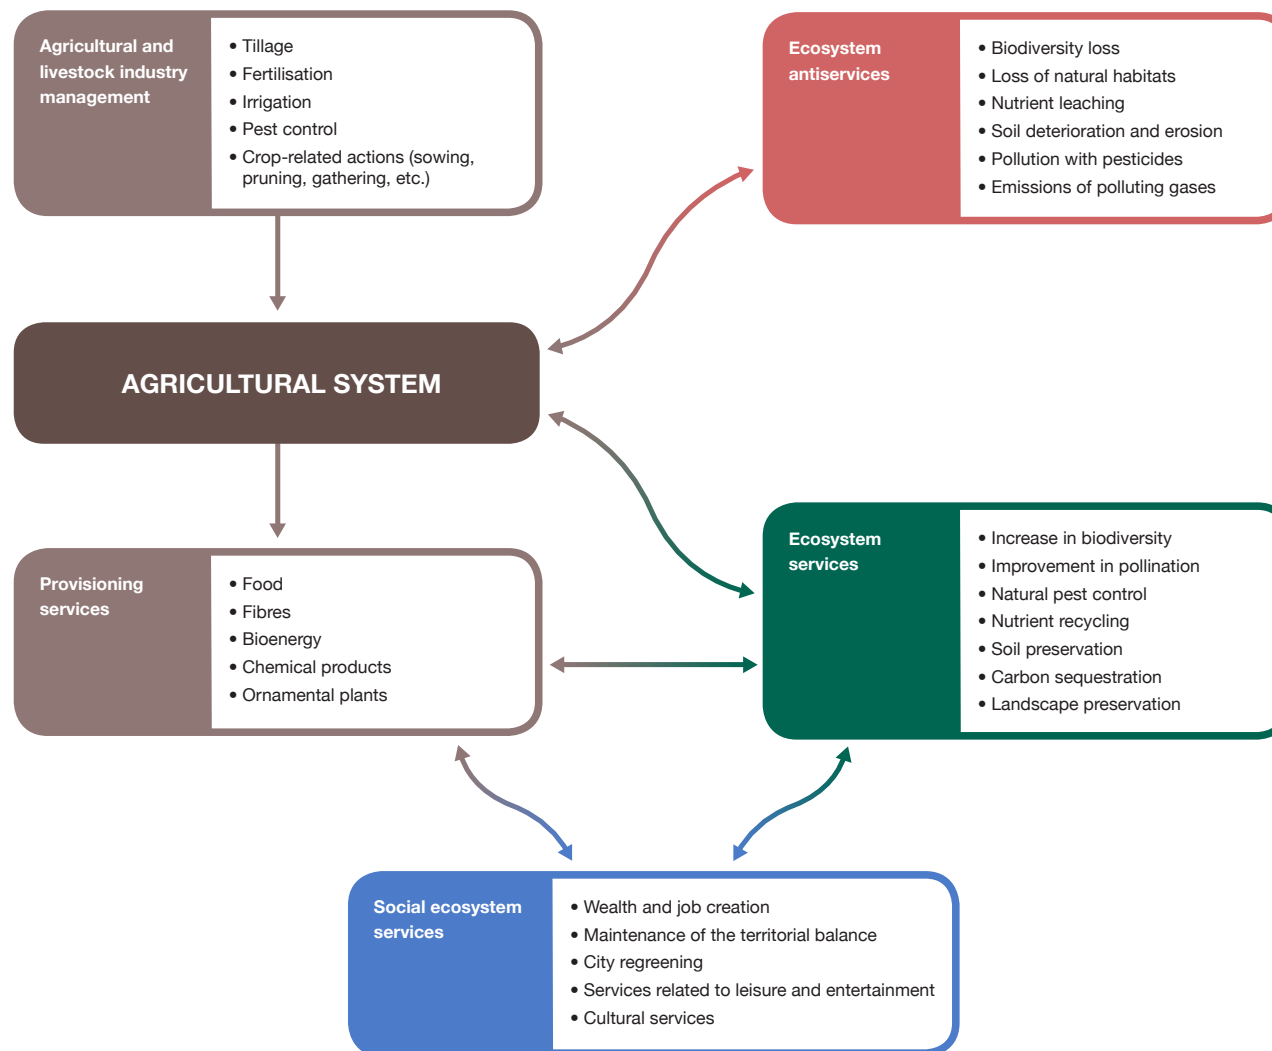 Agricultural and
livestock industry
management
• Tillage
• Fertilisation
• Irrigation
• Pest control
• Crop-related actions (sowing,
pruning, gathering, etc.)
Ecosystem
antiservices
• Biodiversity loss
• Loss of natural habitats
• Nutrient leaching
• Soil deterioration and erosion
• Pollution with pesticides
• Emissions of polluting gases
AGRICULTURAL SYSTEM
Provisioning
services
• Food
• Fibres
• Bioenergy
• Chemical products
• Ornamental plants
Ecosystem
services
• Increase in biodiversity
• Improvement in pollination
• Natural pest control
• Nutrient recycling
• Soil preservation
• Carbon sequestration
• Landscape preservation
Social ecosystem
services
• Wealth and job creation
• Maintenance of the territorial balance
• City regreening
• Services related to leisure and entertainment
• Cultural services